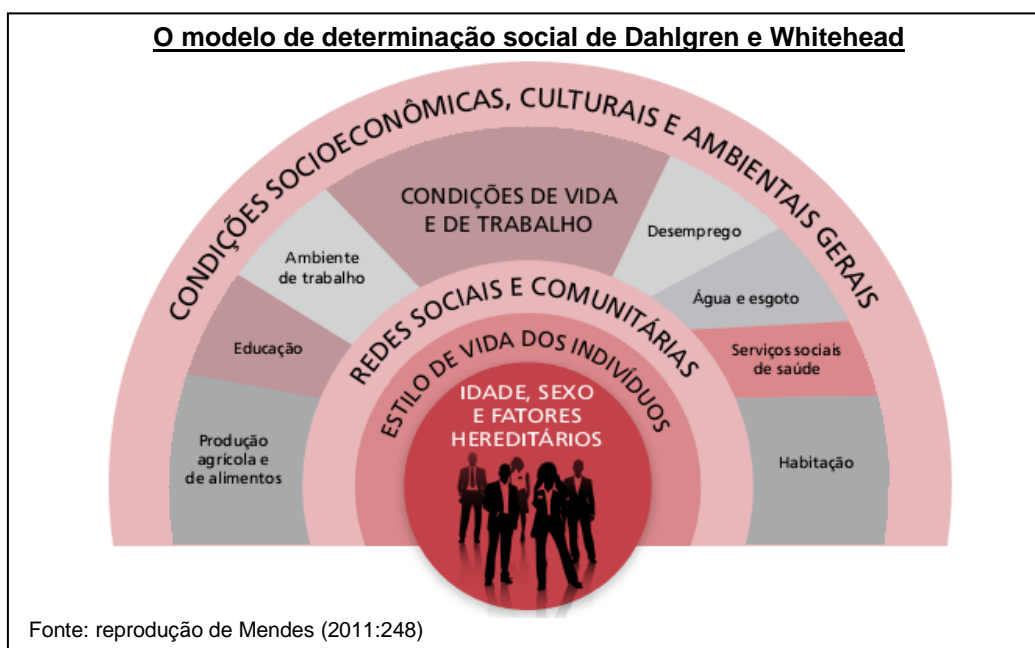 O modelo de determinação social de Dahlgren e Whitehead
CONDIÇÕES SOCIOECONÔMICAS, CULTURAIS E AMBIENTAIS GERAIS
CONDIÇÕES DE VIDA
E DE TRABALHO
Ambiente
de trabalho
Educação
Produção
agrícola e
de alimentos
Desemprego
Água e esgoto
Serviços sociais
de saúde
Habitação
REDES SOCIAIS E COMUNITÁRIAS
ESTILO DE VIDA DOS INDIVÍDUOS
IDADE, SEXO
E FATORES
HEREDITÁRIOS
Fonte: reprodução de Mendes (2011:248)